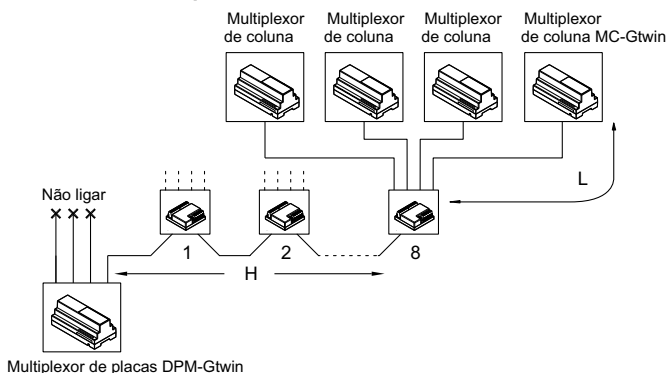 Multiplexor
de coluna
Multiplexor
de coluna
Multiplexor
de coluna
Multiplexor
de coluna MC-Gtwin
L
Não ligar
1
2
8
H
Multiplexor de placas DPM-Gtwin